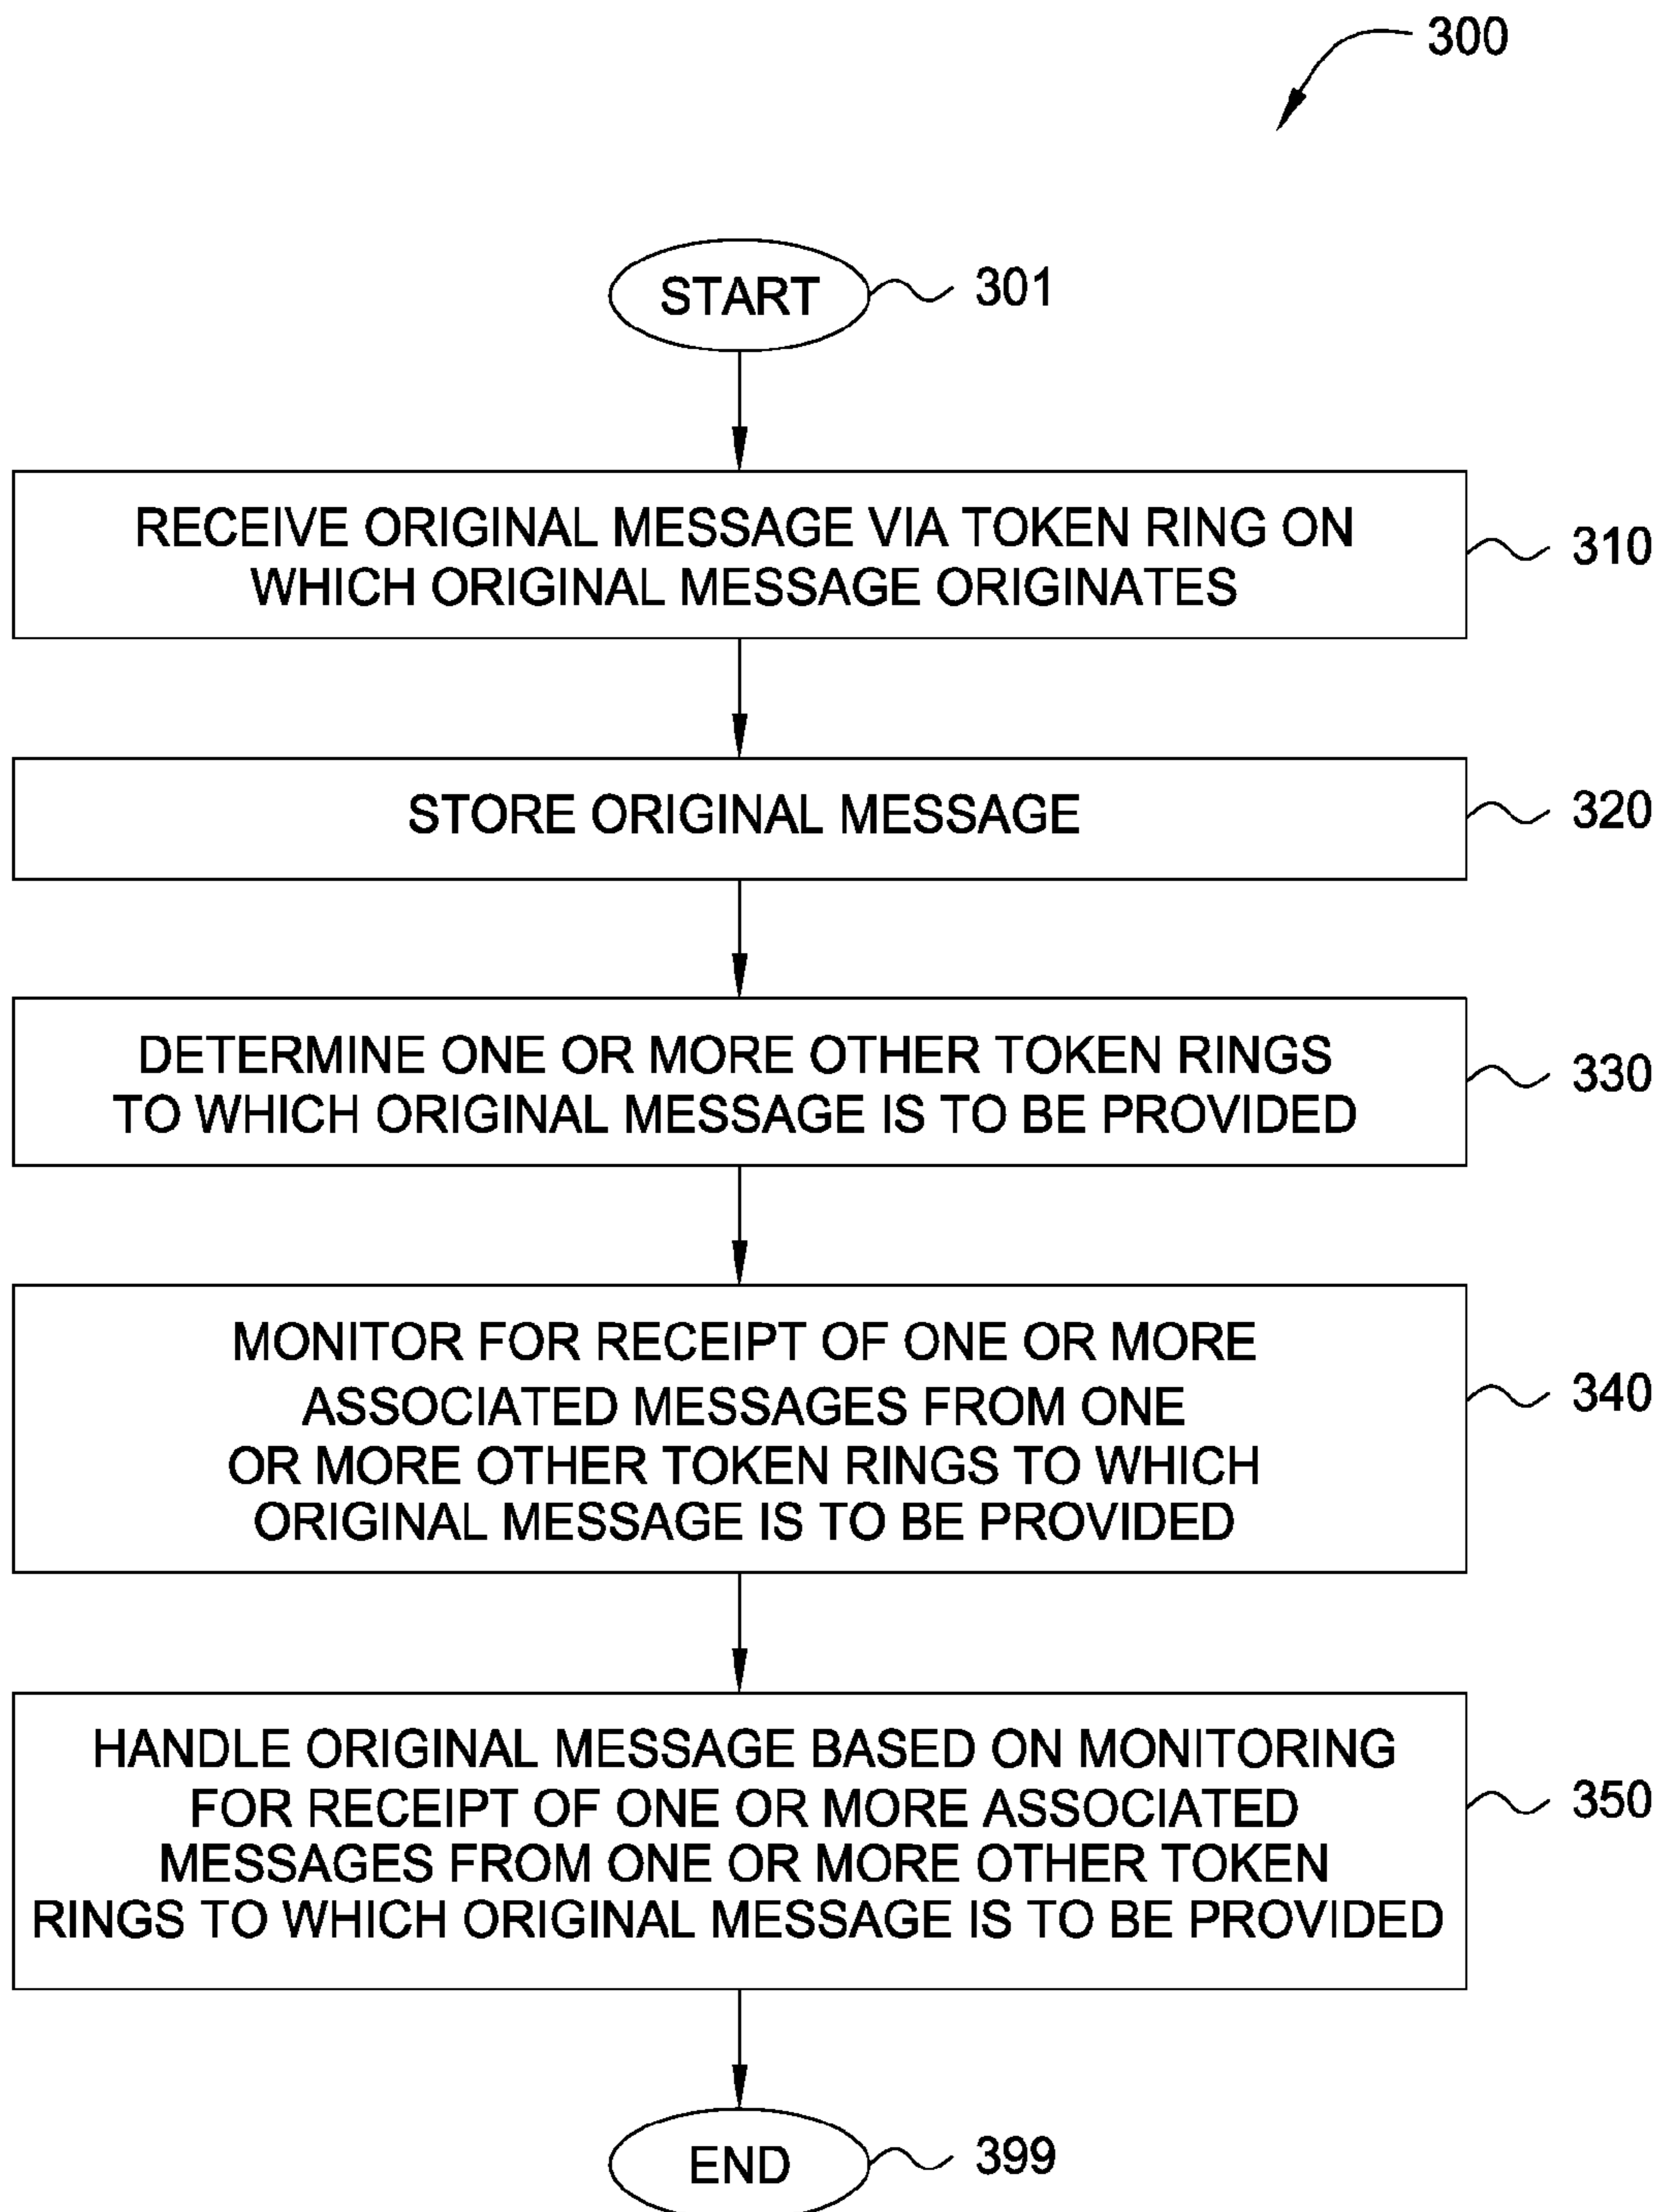 300
START
301
RECEIVE ORIGINAL MESSAGE VIA TOKEN RING ON
WHICH ORIGINAL MESSAGE ORIGINATES
310
STORE ORIGINAL MESSAGE
320
DETERMINE ONE OR MORE OTHER TOKEN RINGS
TO WHICH ORIGINAL MESSAGE IS TO BE PROVIDED
330
MONITOR FOR RECEIPT OF ONE OR MORE
ASSOCIATED MESSAGES FROM ONE
OR MORE OTHER TOKEN RINGS TO WHICH
ORIGINAL MESSAGE IS TO BE PROVIDED
340
HANDLE ORIGINAL MESSAGE BASED ON MONITORING
FOR RECEIPT OF ONE OR MORE ASSOCIATED
MESSAGES FROM ONE OR MORE OTHER TOKEN
RINGS TO WHICH ORIGINAL MESSAGE IS TO BE PROVIDED
350
END
399